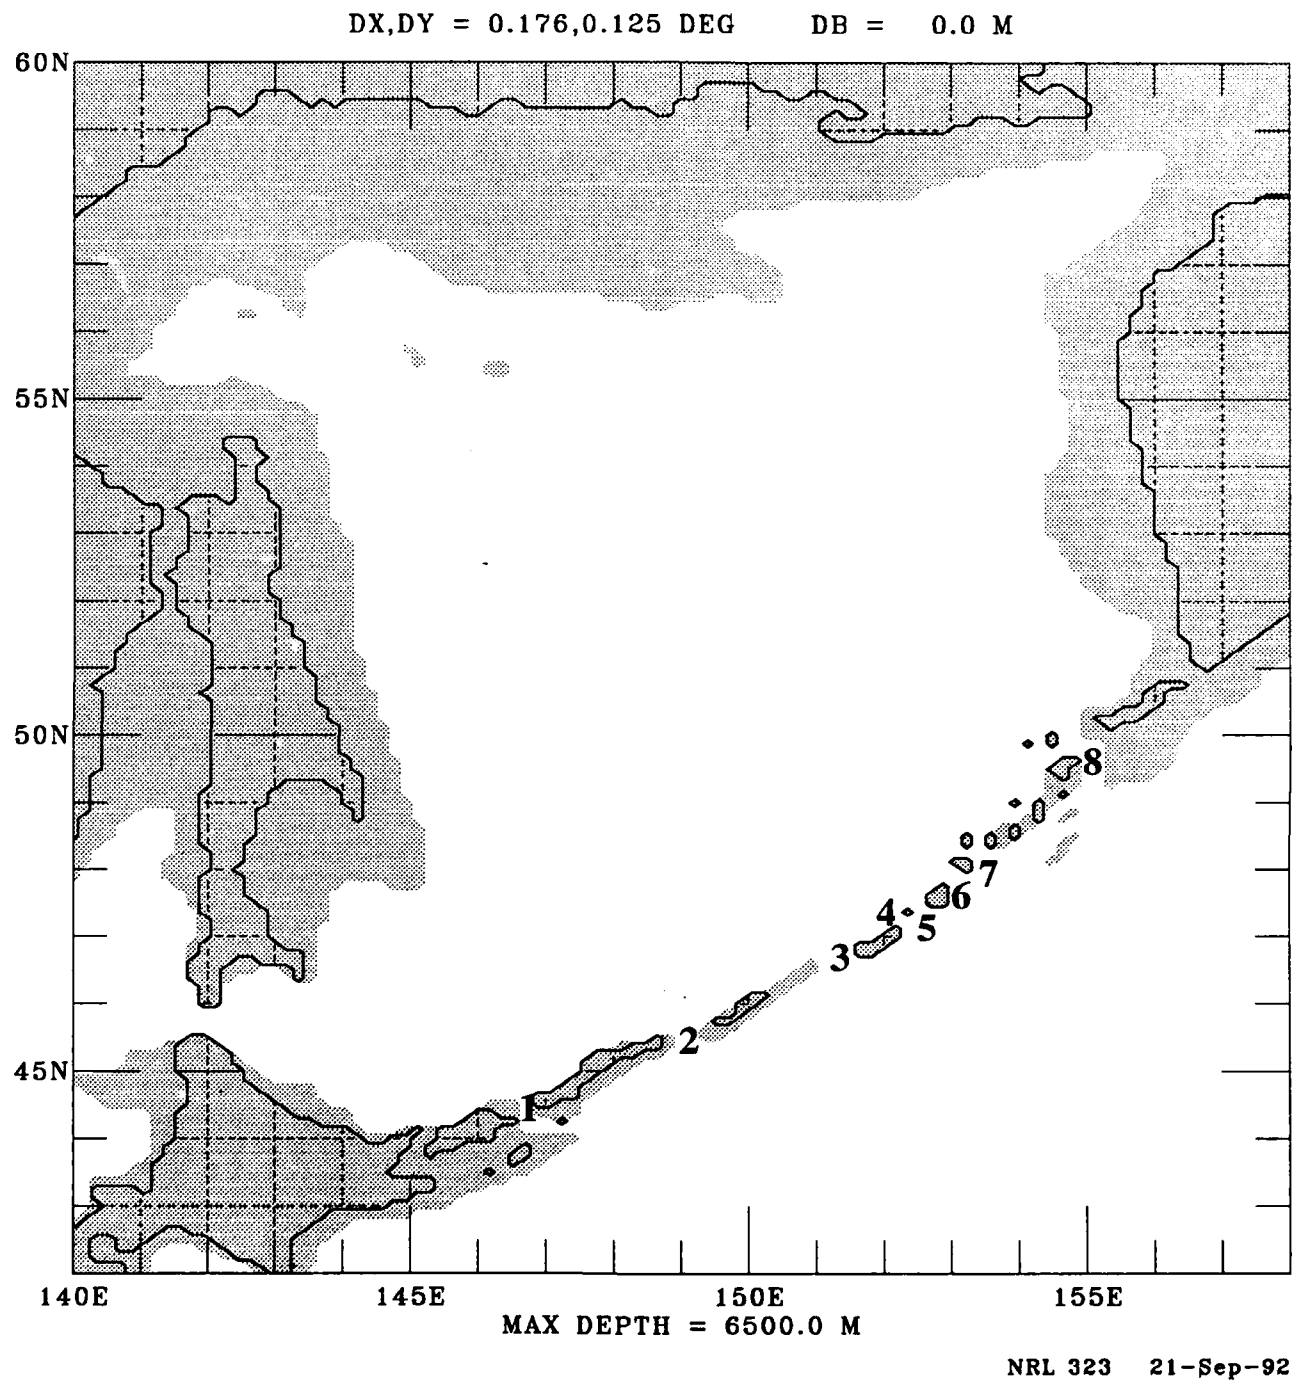 DX,DY = 0.176,0.125 DEG DB = 0.0 M
60N
55N
50N
8
7
6
4
5
3
2
45N
1
140E 145E 150E 155E
MAX DEPTH = 6500.0 M
NRL 323 21-Sep-92